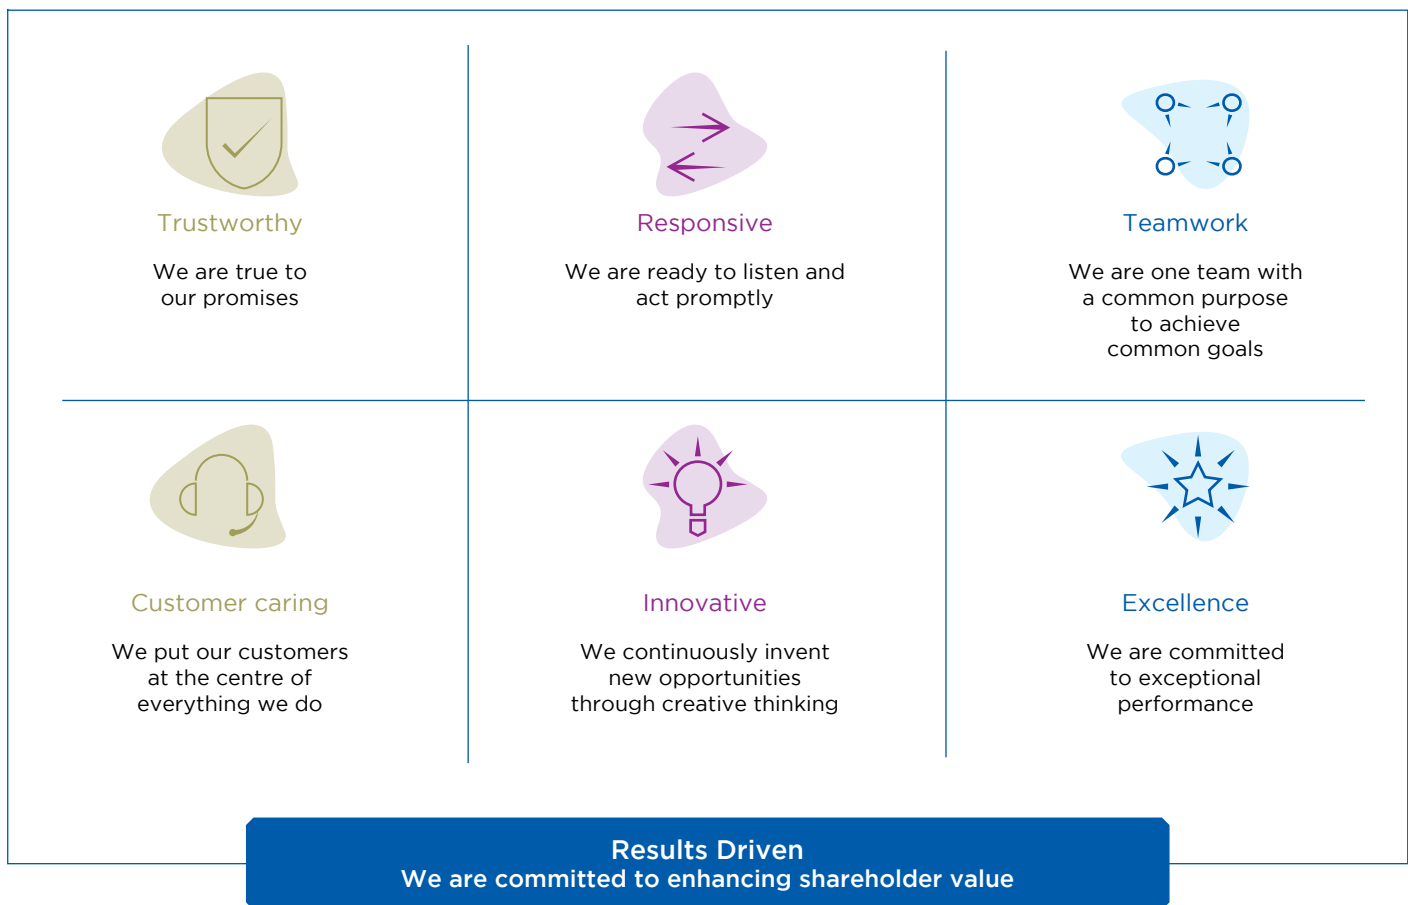 Trustworthy
We are true to
our promises
Responsive
We are ready to listen and
act promptly
Teamwork
We are one team with
a common purpose
to achieve
common goals
Customer caring
We put our customers
at the centre of
everything we do
Innovative
We continuously invent
new opportunities
through creative thinking
Excellence
We are committed
to exceptional
performance
Results Driven
We are committed to enhancing shareholder value